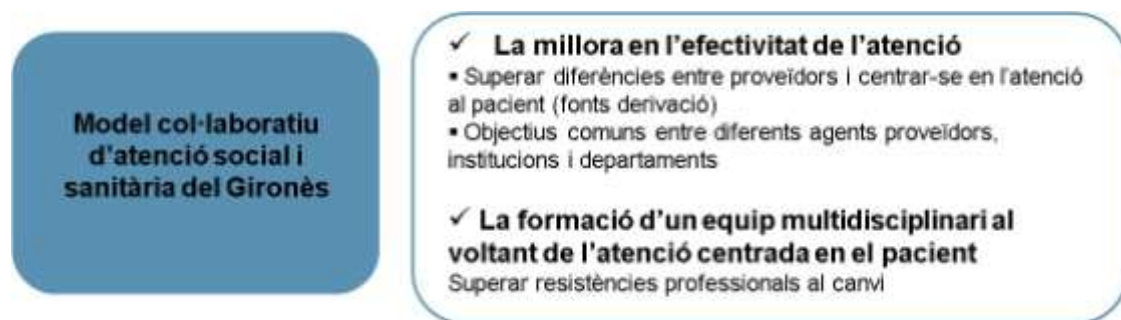 Model col·laboratiu
d'atenció social i
sanitària del Gironès
✓ La millora en l'efectivitat de l'atenció
▪ Superar diferències entre proveïdors i centrar-se en l'atenció
al pacient (fonts derivació)
▪ Objectius comuns entre diferents agents proveïdors,
institucions i departaments
✓ La formació d'un equip multidisciplinari al
voltant de l'atenció centrada en el pacient
Superar resistències professionals al canvi